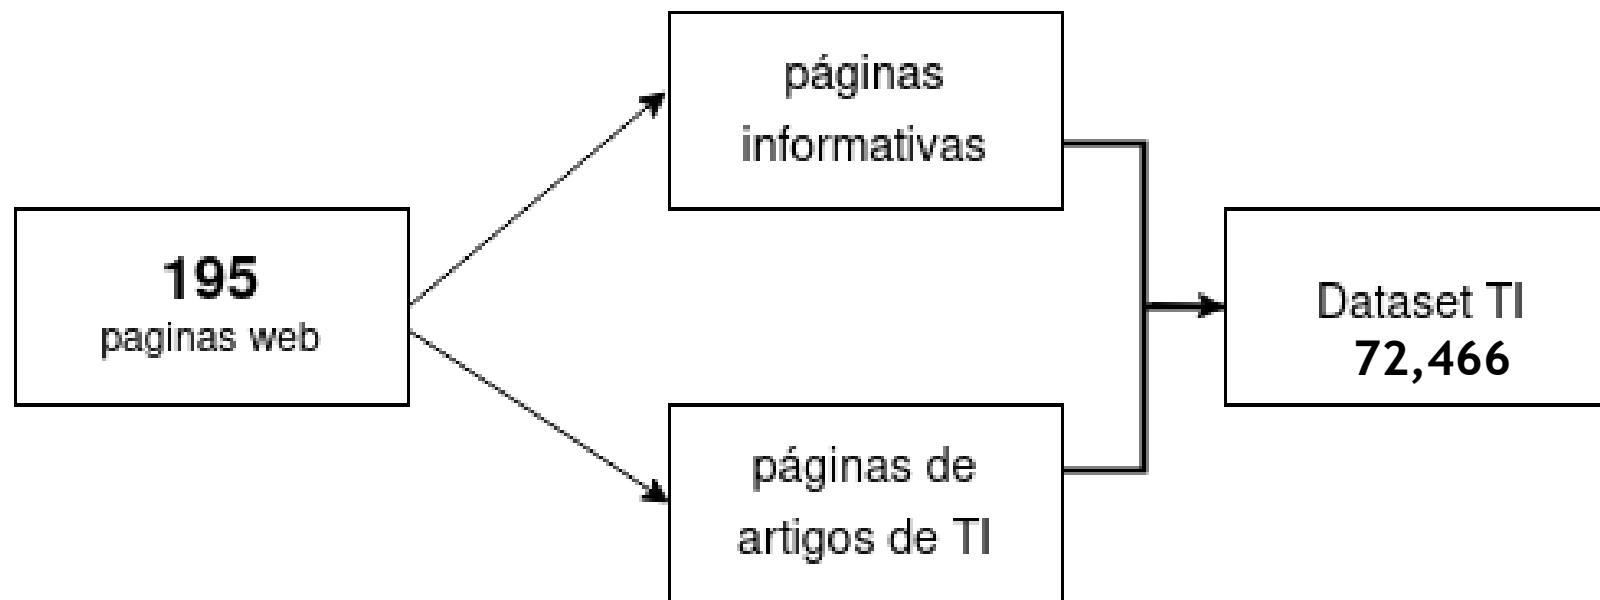 páginas
informativas
195
paginas web
Dataset TI
72,466
páginas de
artigos de TI